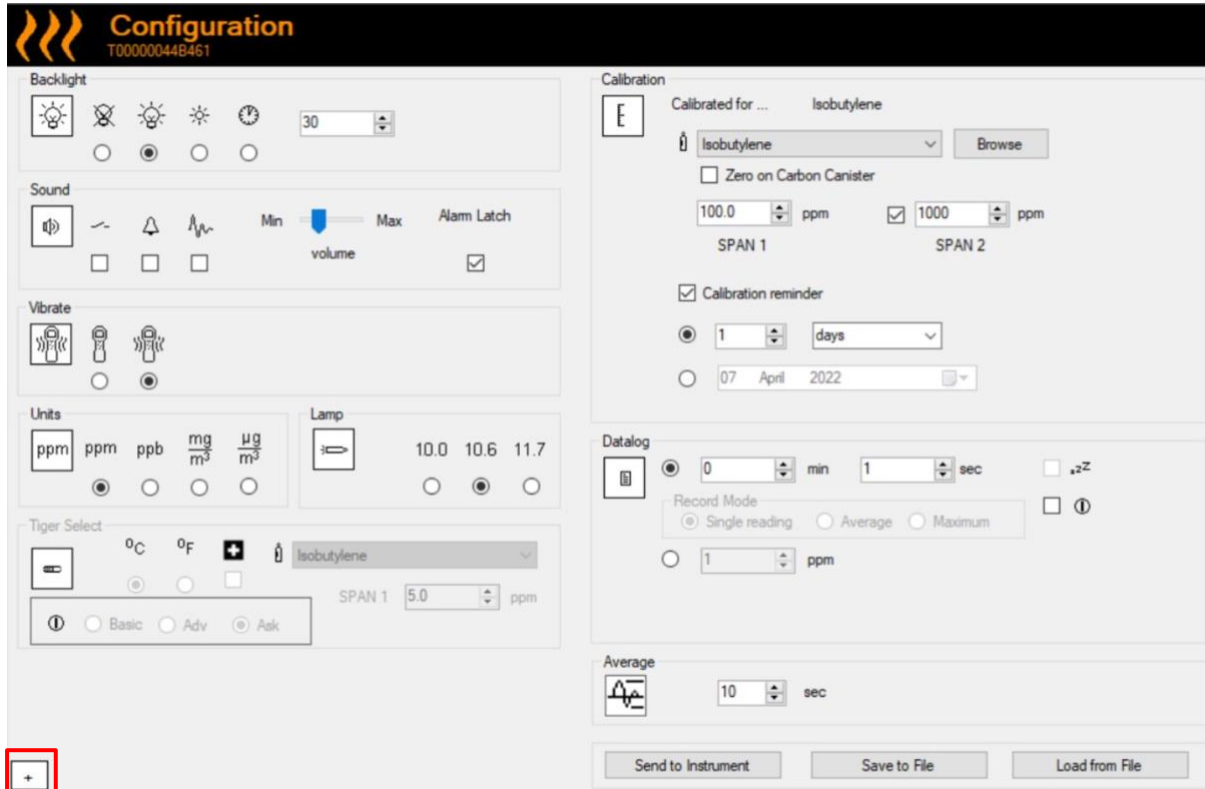 Configuration
T00000044B461
Backlight
30
Sound
Min Max Alarm Latch
volume
Vibrate
Units
ppm ppm ppb mg/m³ µg/m³
Lamp
10.0 10.6 11.7
Tiger Select
ºC ºF Isobutylene
SPAN 1 5.0 ppm
Basic Adv Ask
+
Calibration
E Calibrated for ... Isobutylene
Isobutylene Browse
Zero on Carbon Canister
100.0 ppm 1000 ppm
SPAN 1 SPAN 2
Calibration reminder
1 days
07 April 2022
Datalog
0 min 1 sec zZZ
Record Mode
Single reading Average Maximum
1 ppm
Average
10 sec
Send to Instrument Save to File Load from File